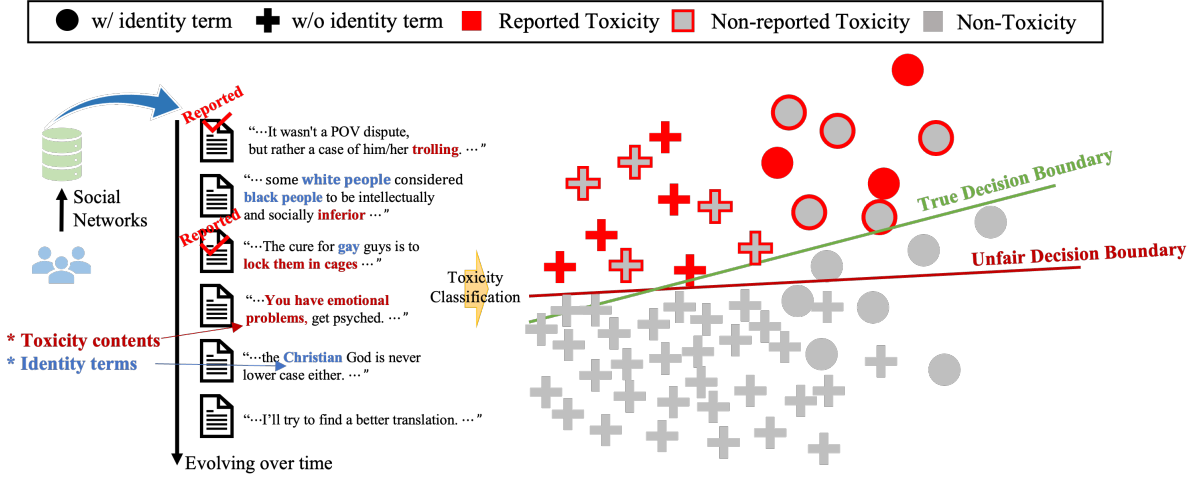 w/ identity term
w/o identity term
Reported Toxicity
Non-reported Toxicity
Non-Toxicity
Reported
“⋯It wasn't a POV dispute,
but rather a case of him/her trolling. ⋯”
“⋯ some white people considered
black people to be intellectually
and socially inferior ⋯”
Social
Networks
Reported
“⋯The cure for gay guys is to
lock them in cages ⋯”
“⋯You have emotional
problems, get psyched. ⋯”
* Toxicity contents
* Identity terms
“⋯the Christian God is never
lower case either. ⋯”
“⋯I’ll try to find a better translation. ⋯”
Evolving over time
Toxicity
Classification
True Decision Boundary
Unfair Decision Boundary